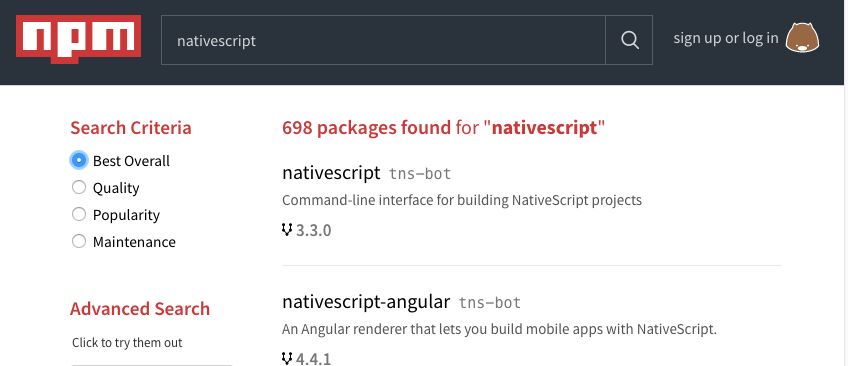 npm
nativescript
sign up or log in
Search Criteria
Best Overall
Quality
Popularity
Maintenance
Advanced Search
Click to try them out
698 packages found for "nativescript"
nativescript tns-bot
Command-line interface for building NativeScript projects
3.3.0
nativescript-angular tns-bot
An Angular renderer that lets you build mobile apps with NativeScript.
4.4.1